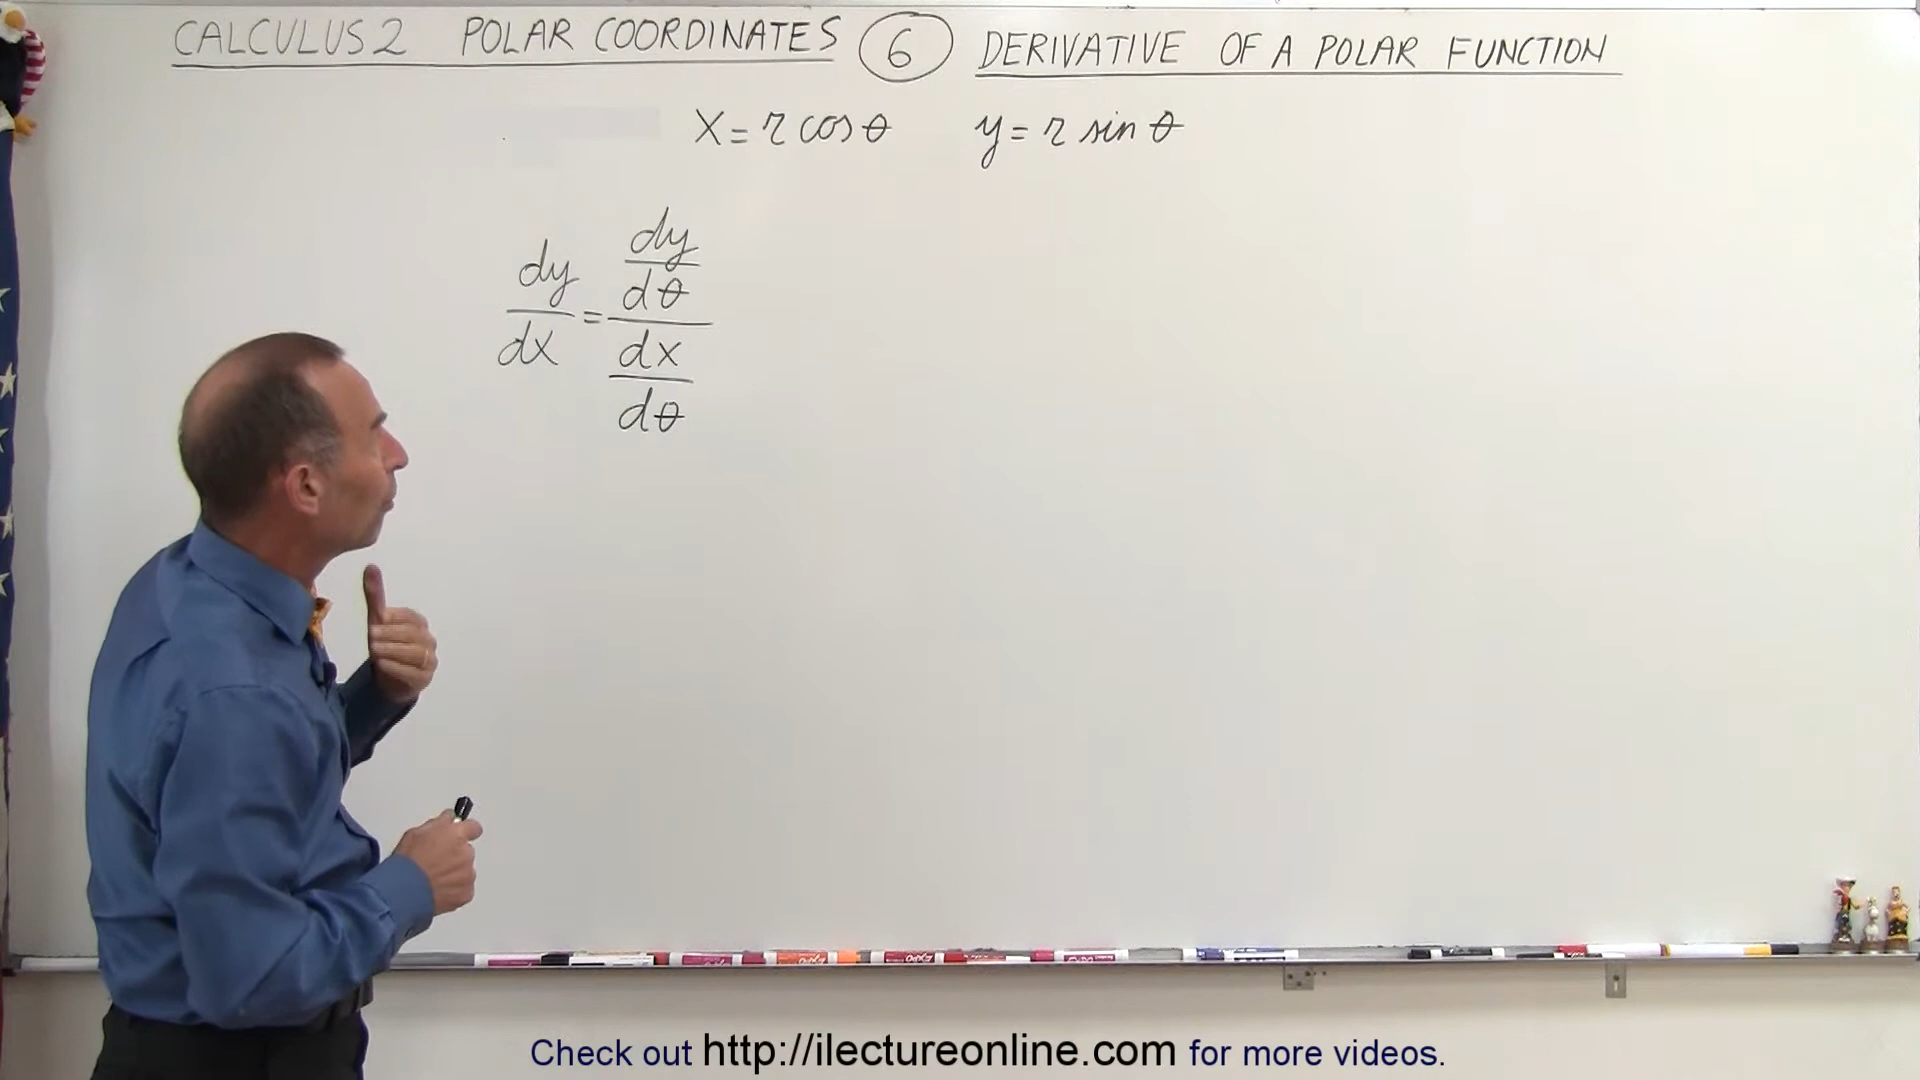 CALCULUS 2 POLAR COORDINATES 6 DERIVATIVE OF A POLAR FUNCTION
x = r cos θ y = r sin θ
dy/dx = (dy/dθ)/(dx/dθ)
Check out http://ilectureonline.com for more videos.